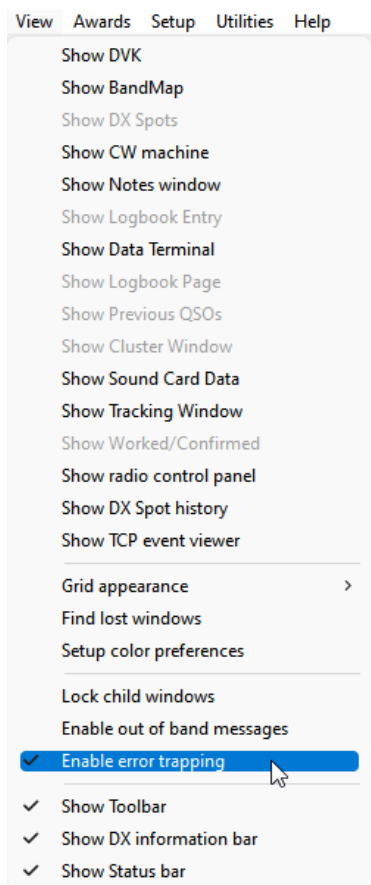 View Awards Setup Utilities Help
Show DVK
Show BandMap
Show DX Spots
Show CW machine
Show Notes window
Show Logbook Entry
Show Data Terminal
Show Logbook Page
Show Previous QSOs
Show Cluster Window
Show Sound Card Data
Show Tracking Window
Show Worked/Confirmed
Show radio control panel
Show DX Spot history
Show TCP event viewer
Grid appearance
Find lost windows
Setup color preferences
Lock child windows
Enable out of band messages
Enable error trapping
Show Toolbar
Show DX information bar
Show Status bar